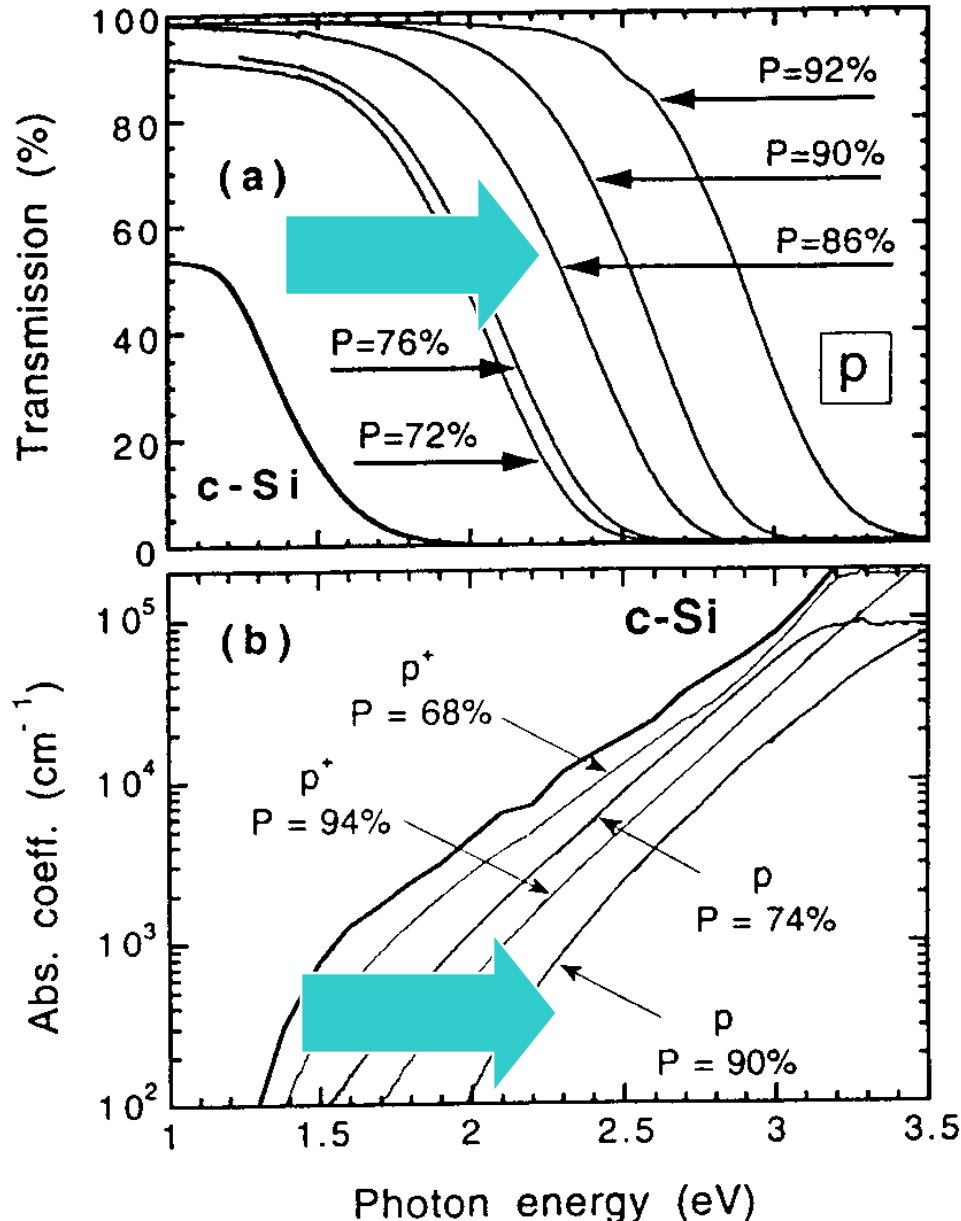 100
80
60
40
20
0
Transmission (%)
(a)
P=92%
P=90%
P=86%
P=76%
P=72%
p
c-Si
10^5
10^4
10^3
10^2
Abs. coeff. (cm^-1)
(b)
c-Si
p^+
P = 68%
p^+
P = 94%
p
P = 74%
p
P = 90%
1
1.5
2
2.5
3
3.5
Photon energy (eV)